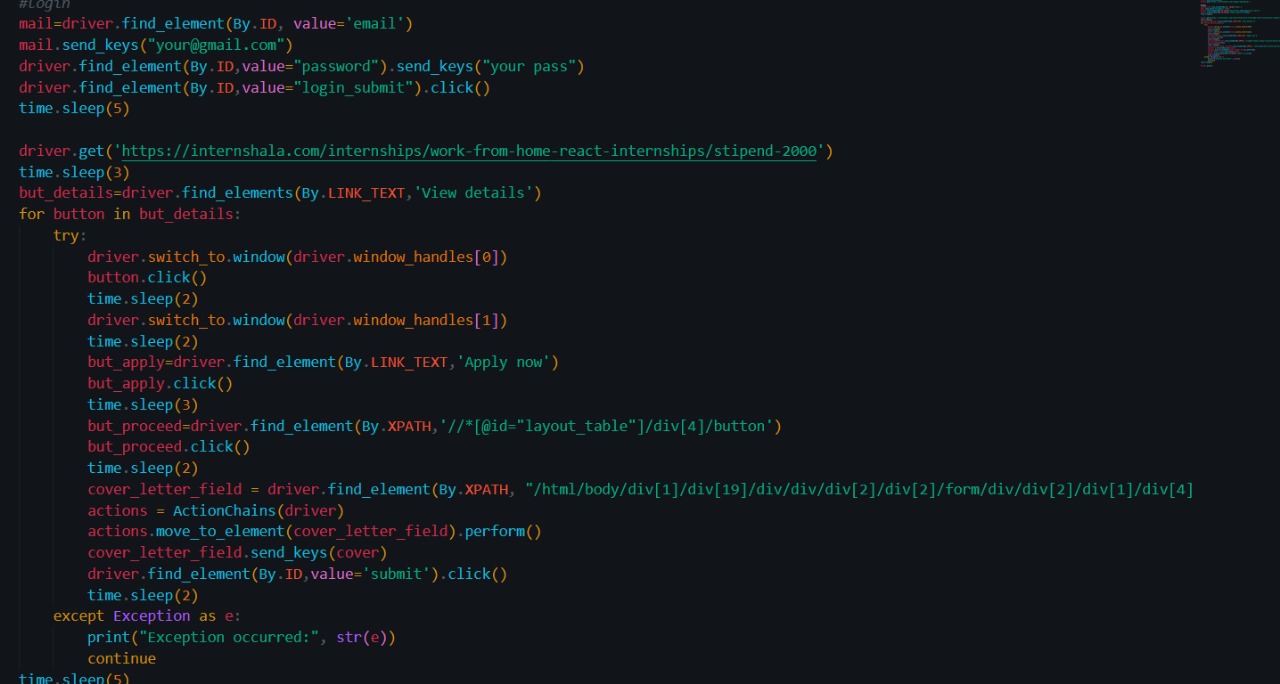 #login
mail=driver.find_element(By.ID, value='email')
mail.send_keys("your@gmail.com")
driver.find_element(By.ID,value="password").send_keys("your pass")
driver.find_element(By.ID,value="login_submit").click()
time.sleep(5)
driver.get('https://internshala.com/internships/work-from-home-react-internships/stipend-2000')
time.sleep(3)
but_details=driver.find_elements(By.LINK_TEXT,'View details')
for button in but_details:
try:
driver.switch_to.window(driver.window_handles[0])
button.click()
time.sleep(2)
driver.switch_to.window(driver.window_handles[1])
time.sleep(2)
but_apply=driver.find_element(By.LINK_TEXT,'Apply now')
but_apply.click()
time.sleep(3)
but_proceed=driver.find_element(By.XPATH,'//*[@id="layout_table"]/div[4]/button')
but_proceed.click()
time.sleep(2)
cover_letter_field = driver.find_element(By.XPATH, "/html/body/div[1]/div[19]/div/div/div[2]/div[2]/form/div/div[2]/div[1]/div[4]
actions = ActionChains(driver)
actions.move_to_element(cover_letter_field).perform()
cover_letter_field.send_keys(cover)
driver.find_element(By.ID,value='submit').click()
time.sleep(2)
except Exception as e:
print("Exception occurred:", str(e))
continue
time.sleep(5)